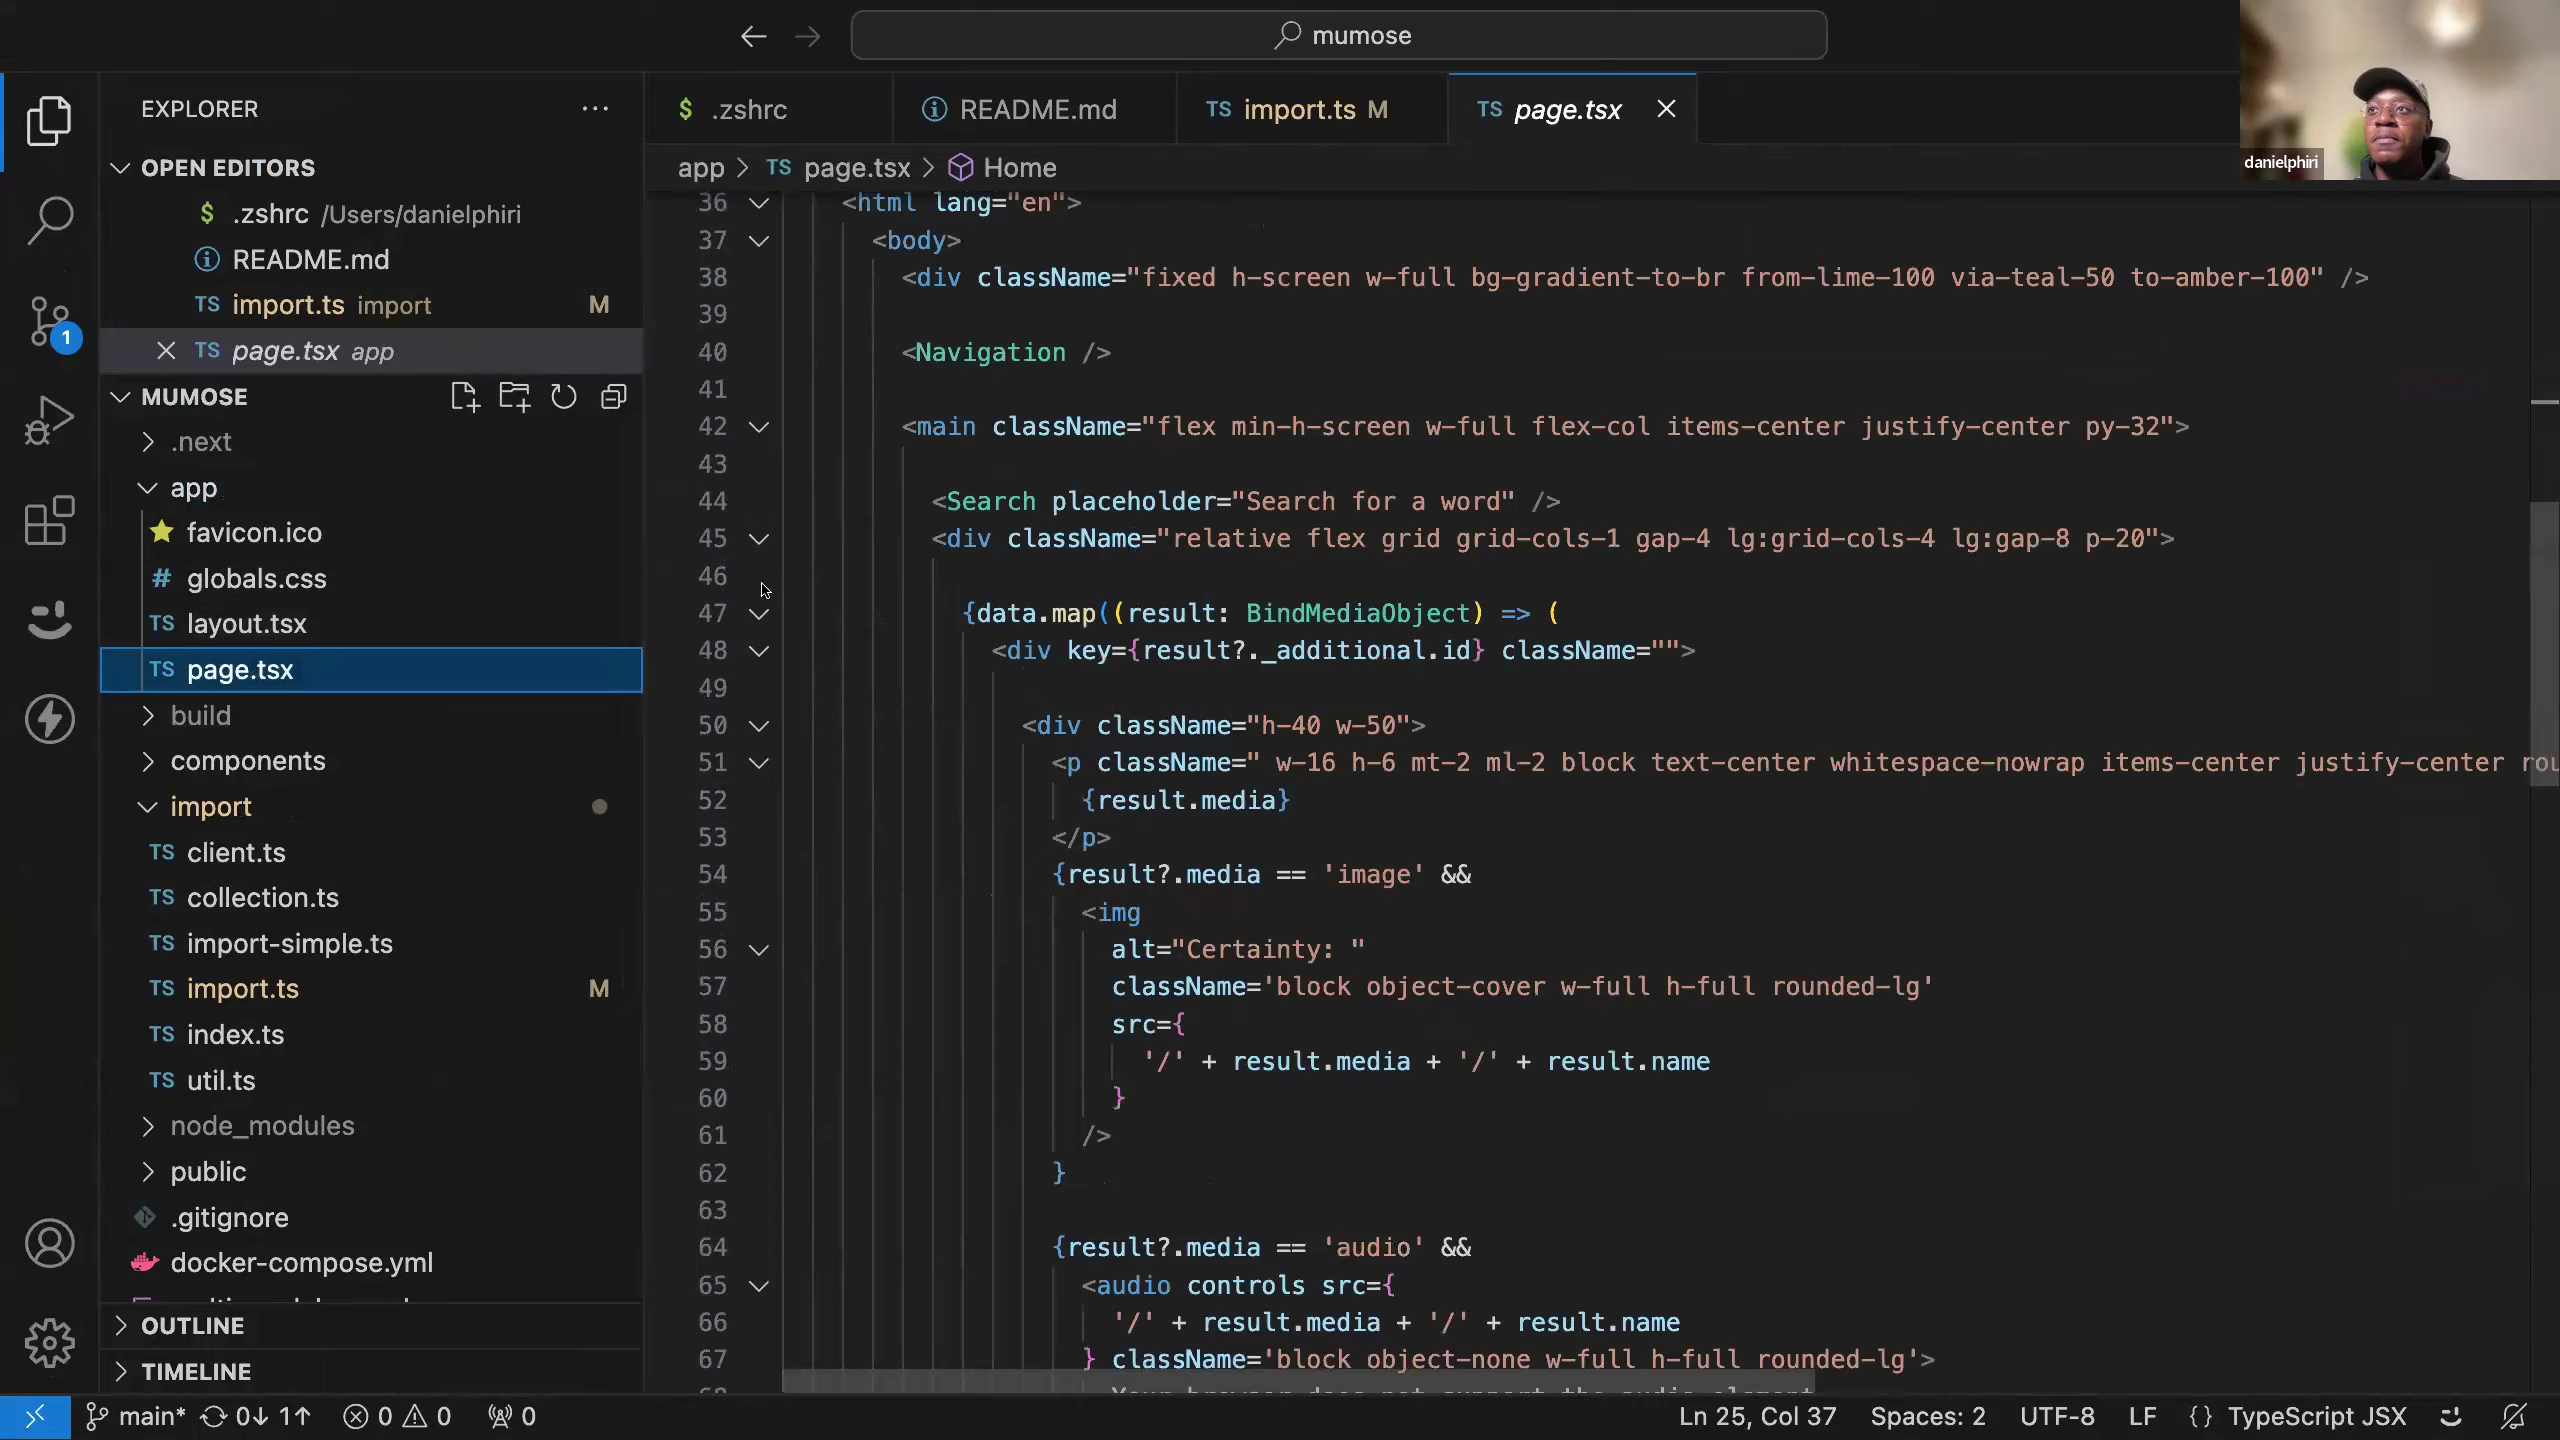 mumose
danielphiri
EXPLORER
OPEN EDITORS
$ .zshrc /Users/danielphiri
README.md
TS import.ts import M
TS page.tsx app
MUMOSE
.next
app
favicon.ico
# globals.css
TS layout.tsx
TS page.tsx
build
components
import
TS client.ts
TS collection.ts
TS import-simple.ts
TS import.ts M
TS index.ts
TS util.ts
node_modules
public
.gitignore
docker-compose.yml
OUTLINE
TIMELINE
1
$ .zshrc
README.md
TS import.ts M
TS page.tsx
app > TS page.tsx > Home
36 <html lang="en">
37 <body>
38 <div className="fixed h-screen w-full bg-gradient-to-br from-lime-100 via-teal-50 to-amber-100" />
39
40 <Navigation />
41
42 <main className="flex min-h-screen w-full flex-col items-center justify-center py-32">
43
44 <Search placeholder="Search for a word" />
45 <div className="relative flex grid grid-cols-1 gap-4 lg:grid-cols-4 lg:gap-8 p-20">
46
47 {data.map((result: BindMediaObject) => (
48 <div key={result?._additional.id} className="">
49
50 <div className="h-40 w-50">
51 <p className=" w-16 h-6 mt-2 ml-2 block text-center whitespace-nowrap items-center justify-center rou
52 {result.media}
53 </p>
54 {result?.media == 'image' &&
55 <img
56 alt="Certainty: "
57 className='block object-cover w-full h-full rounded-lg'
58 src={
59 '/' + result.media + '/' + result.name
60 }
61 />
62 }
63
64 {result?.media == 'audio' &&
65 <audio controls src={
66 '/' + result.media + '/' + result.name
67 } className='block object-none w-full h-full rounded-lg'>
main* 0↓ 1↑ 0 0 0
Ln 25, Col 37 Spaces: 2 UTF-8 LF {} TypeScript JSX